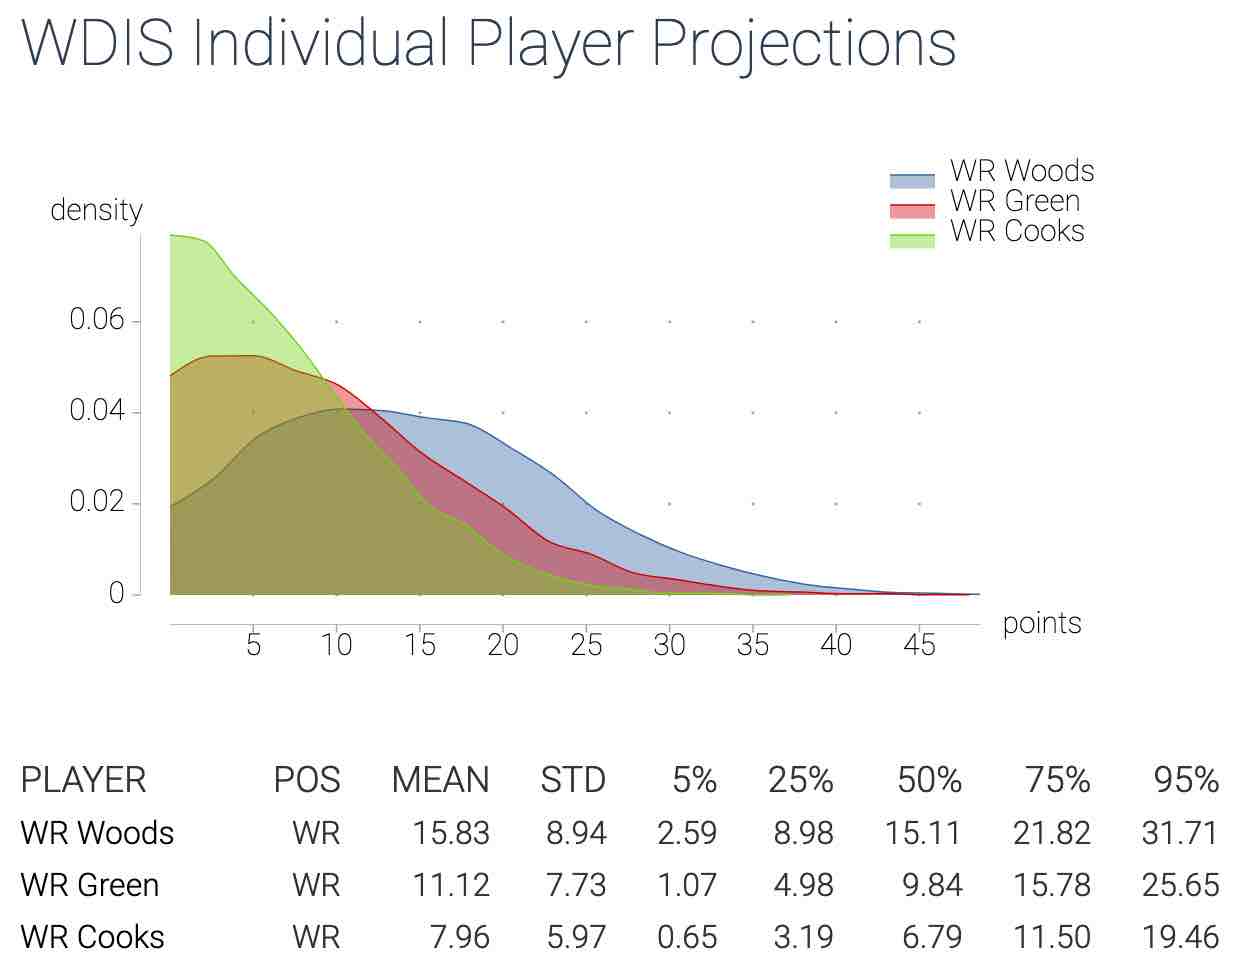 WDIS Individual Player Projections
WR Woods
WR Green
WR Cooks
density
0.06
0.04
0.02
0
5 10 15 20 25 30 35 40 45
points
PLAYER POS MEAN STD 5% 25% 50% 75% 95%
WR Woods WR 15.83 8.94 2.59 8.98 15.11 21.82 31.71
WR Green WR 11.12 7.73 1.07 4.98 9.84 15.78 25.65
WR Cooks WR 7.96 5.97 0.65 3.19 6.79 11.50 19.46